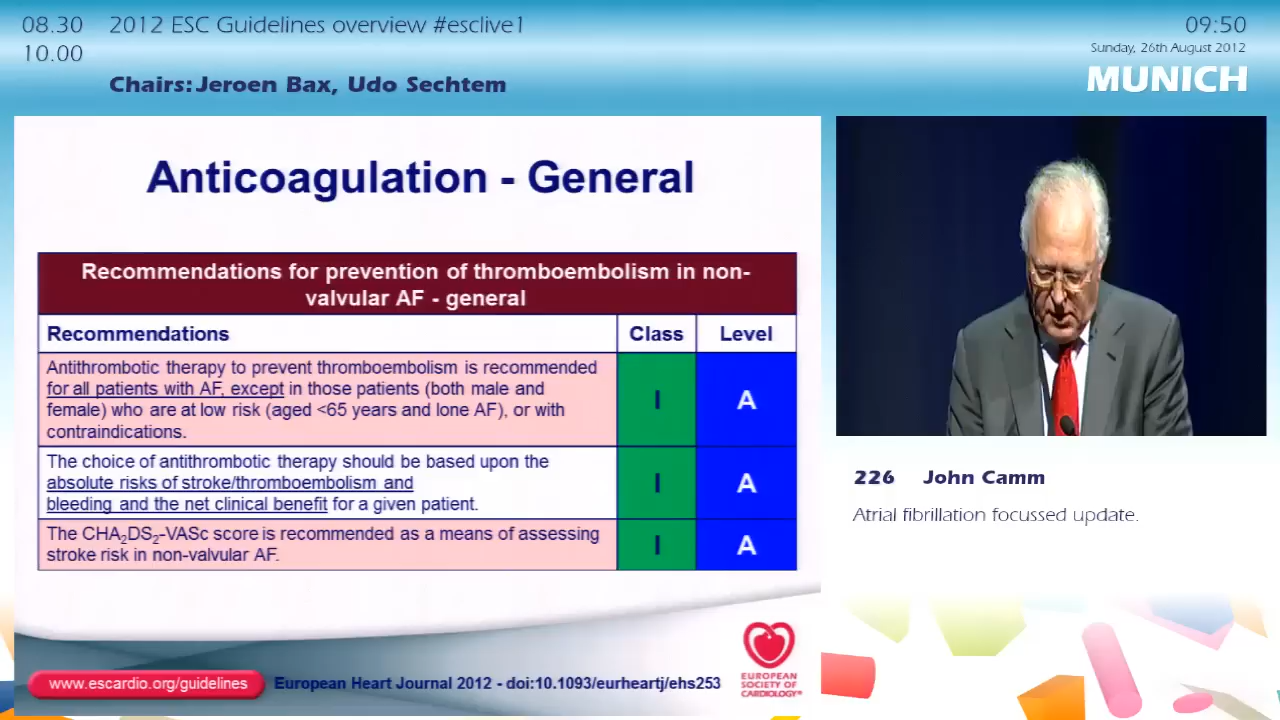 08.30 2012 ESC Guidelines overview #esclive1
10.00
Chairs: Jeroen Bax, Udo Sechtem
09:50
Sunday, 26th August 2012
MUNICH
Anticoagulation - General
Recommendations for prevention of thromboembolism in non-
valvular AF - general
Recommendations Class Level
Antithrombotic therapy to prevent thromboembolism is recommended
for all patients with AF, except in those patients (both male and
female) who are at low risk (aged <65 years and lone AF), or with
contraindications.
I A
The choice of antithrombotic therapy should be based upon the
absolute risks of stroke/thromboembolism and
bleeding and the net clinical benefit for a given patient.
I A
The CHA₂DS₂-VASc score is recommended as a means of assessing
stroke risk in non-valvular AF.
I A
www.escardio.org/guidelines
European Heart Journal 2012 - doi:10.1093/eurheartj/ehs253
EUROPEAN
SOCIETY OF
CARDIOLOGY®
226 John Camm
Atrial fibrillation focussed update.